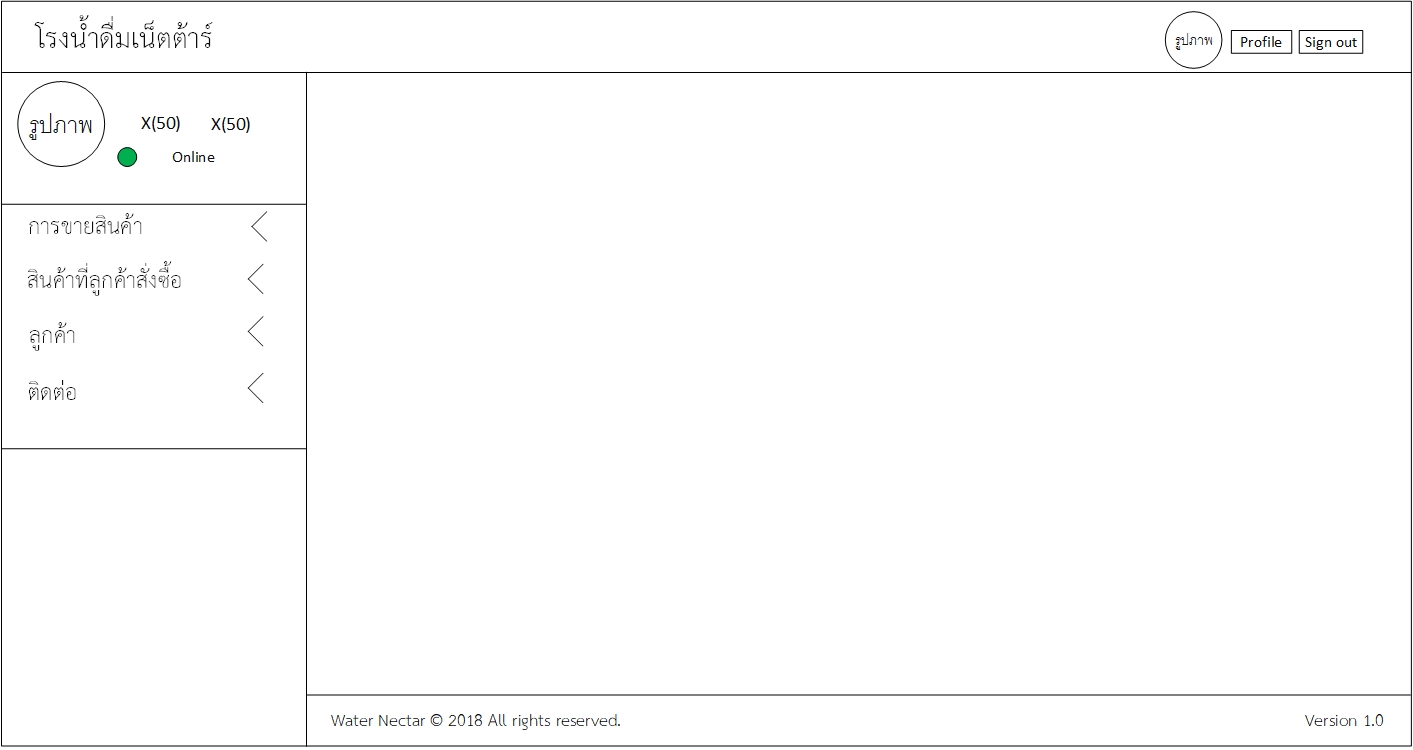 โรงน้ำดื่มเน็ตต้าร์
รูปภาพ Profile Sign out
รูปภาพ X(50) X(50)
Online
การขายสินค้า
สินค้าที่ลูกค้าสั่งซื้อ
ลูกค้า
ติดต่อ
Water Nectar © 2018 All rights reserved. Version 1.0